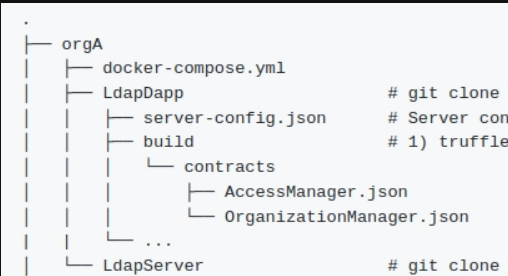 .
├── orgA
│   ├── docker-compose.yml
│   ├── LdapDapp                    # git clone
│   │   ├── server-config.json      # Server con
│   │   ├── build                   # 1) truffle
│   │   │   └── contracts
│   │   │       ├── AccessManager.json
│   │   │       └── OrganizationManager.json
│   │   └── ...
│   └── LdapServer                  # git clone